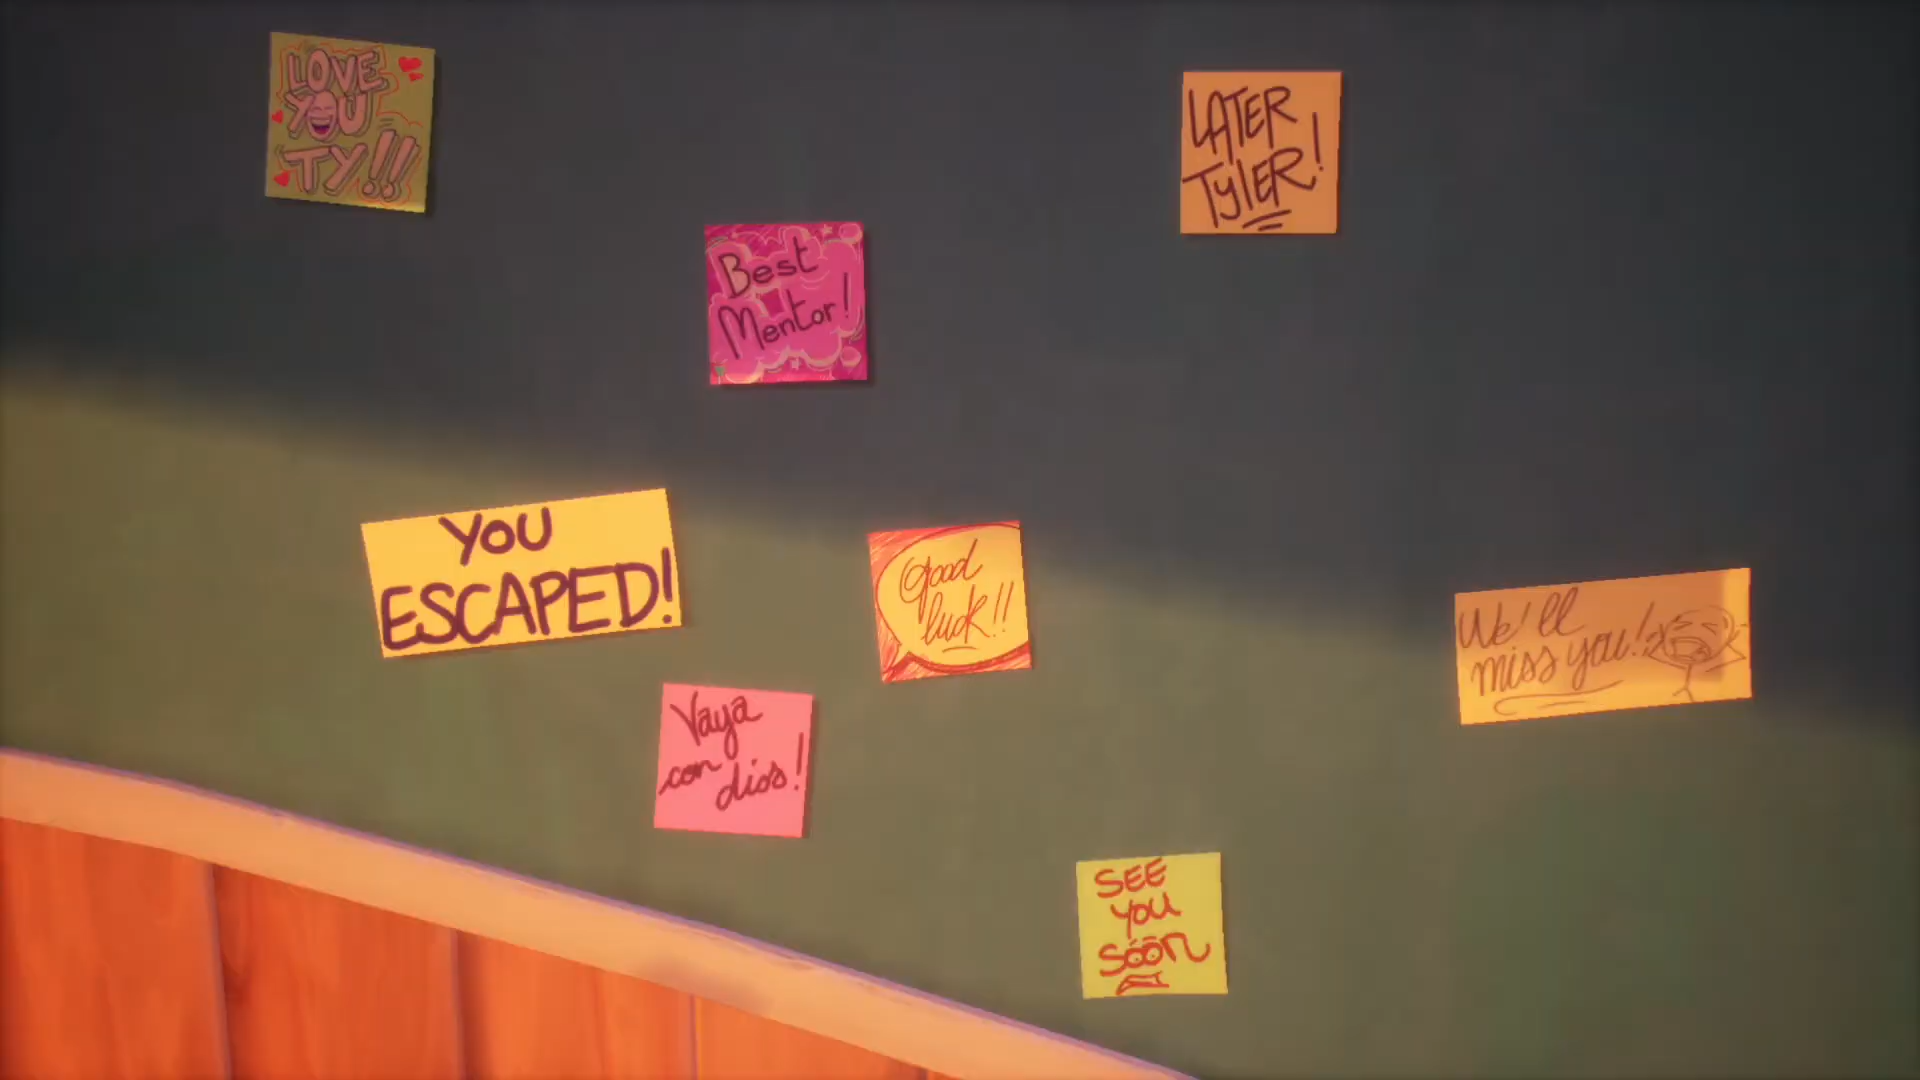 LOVE
YOU
TY!!!
LATER
TYLER!
Best
Mentor!
YOU
ESCAPED!
Good
luck!!
We'll
miss you!
Vaya
con
dios!
SEE
YOU
SOON